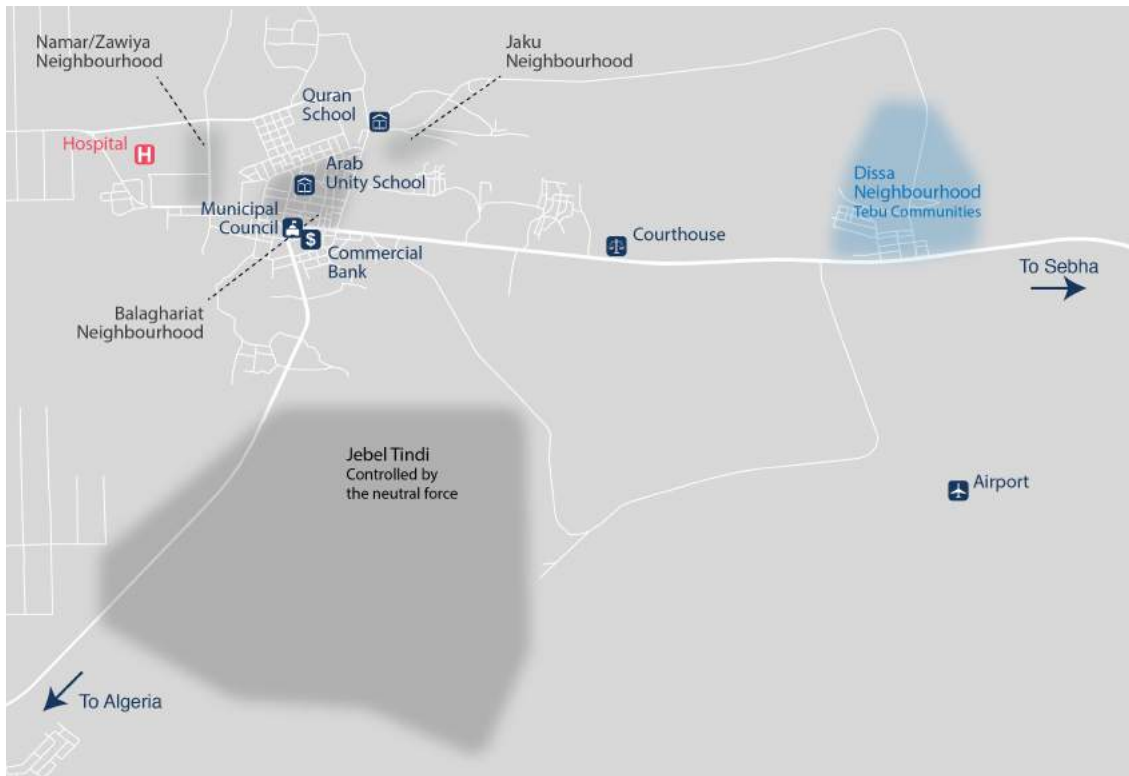 Namar/Zawiya
Neighbourhood
Jaku
Neighbourhood
Quran
School
Hospital
H
Arab
Unity School
Municipal
Council
$
Commercial
Bank
Courthouse
Dissa
Neighbourhood
Tebu Communities
To Sebha
Balaghariat
Neighbourhood
Jebel Tindi
Controlled by
the neutral force
Airport
To Algeria